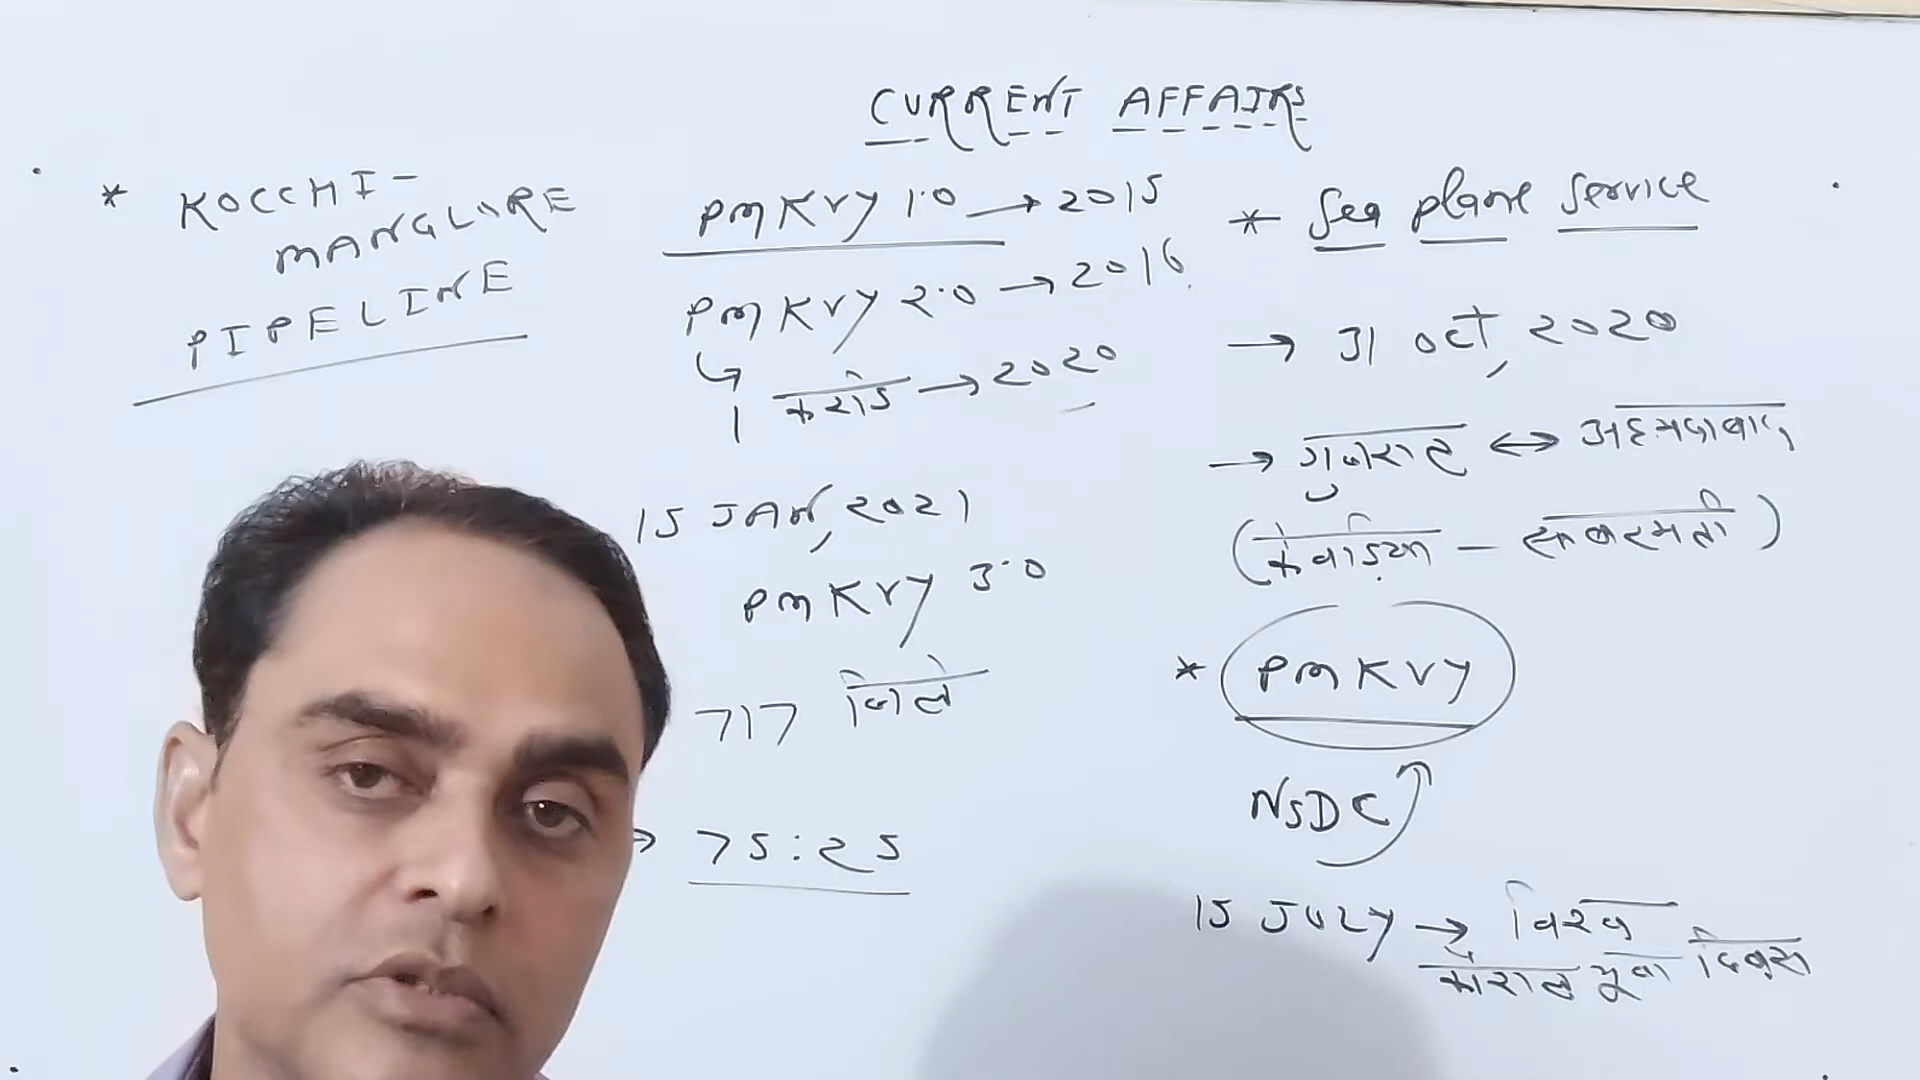 CURRENT AFFAIRS
* KOCCHI-
MANGLORE
PIPELINE
PMKVY 1.0 → 2015
PMKVY 2.0 → 2016
↳ 1 करोड → 2020
15 JAN, 2021
PMKVY 3.0
717 जिले
→ 75:25
* Sea plane Service
→ 31 oct, 2020
→ गुजरात ↔ अहमदाबाद
(केवाडिया - साबरमती)
* PMKVY
NSDC
15 JULY → विश्व
कौशल युवा दिवस